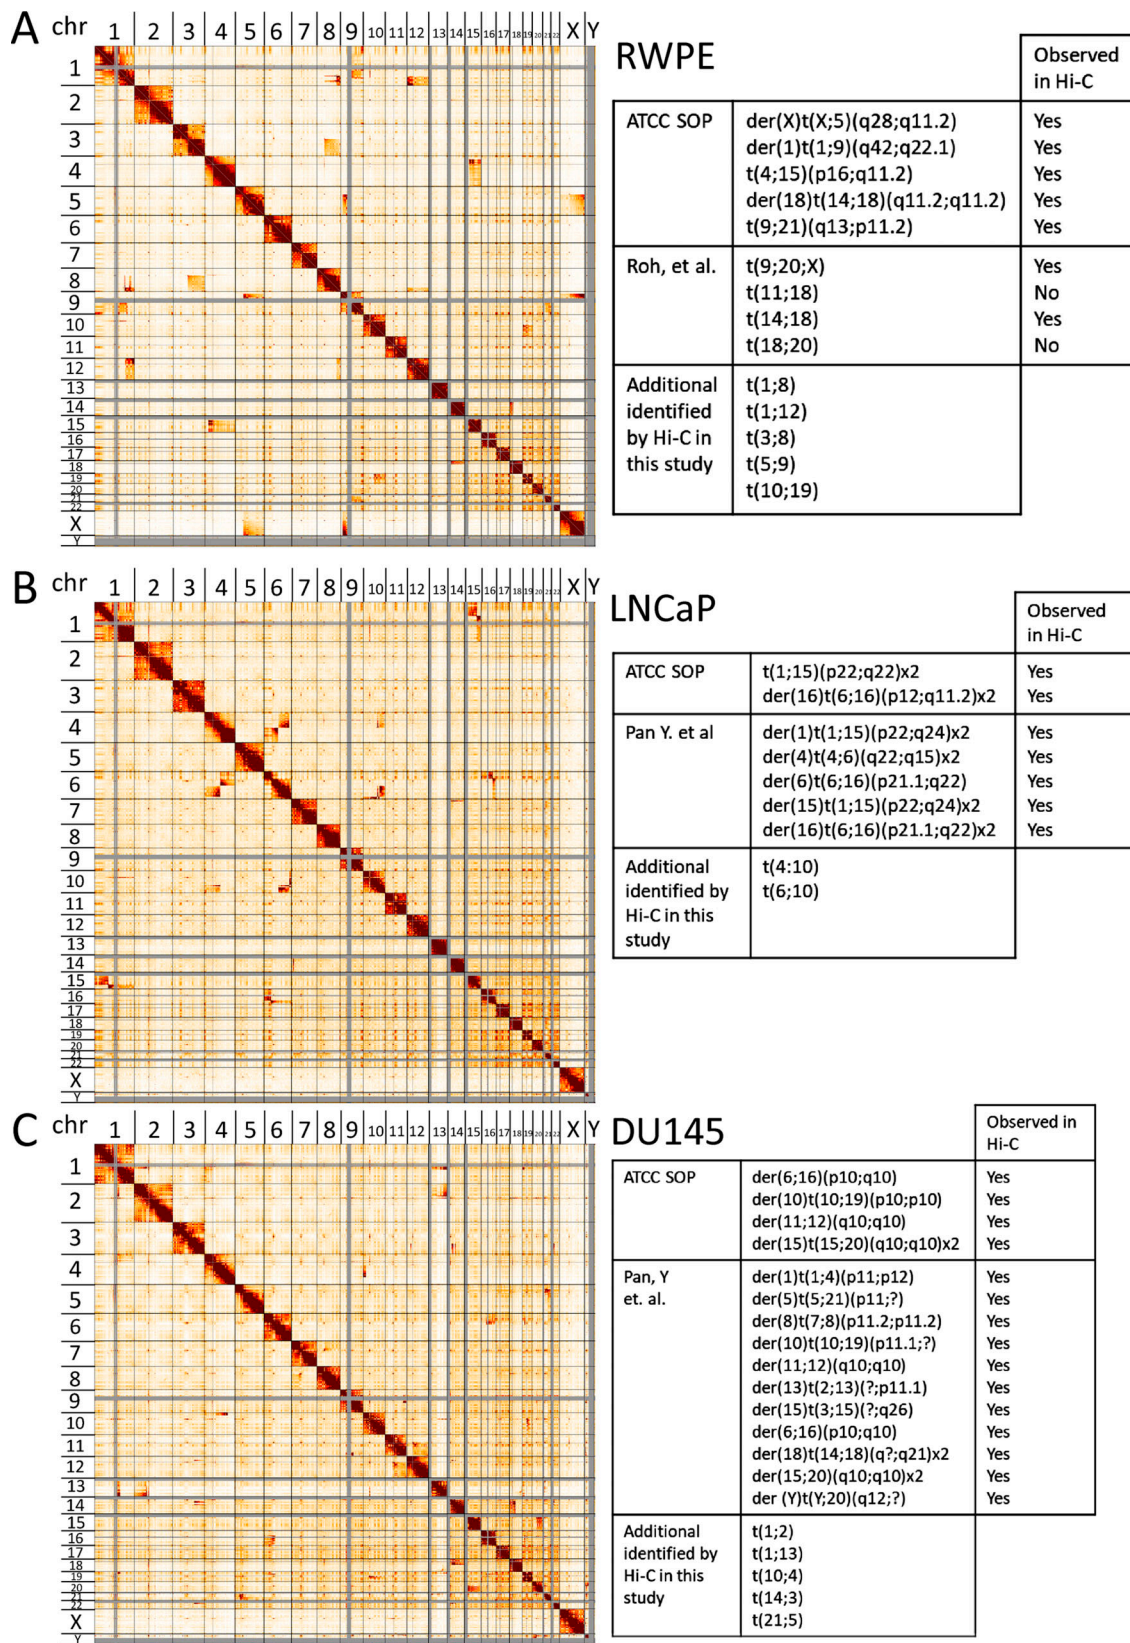 A chr 1 2 3 4 5 6 7 8 9 10 11 12 13 14 15 16 17 18 19 20 21 22 X Y
1
2
3
4
5
6
7
8
9
10
11
12
13
14
15
16
17
18
19
20
21
22
X
Y
RWPE
Observed
in Hi-C
ATCC SOP der(X)t(X;5)(q28;q11.2) Yes
der(1)t(1;9)(q42;q22.1) Yes
t(4;15)(p16;q11.2) Yes
der(18)t(14;18)(q11.2;q11.2) Yes
t(9;21)(q13;p11.2) Yes
Roh, et al. t(9;20;X) Yes
t(11;18) No
t(14;18) Yes
t(18;20) No
Additional t(1;8)
identified t(1;12)
by Hi-C in t(3;8)
this study t(5;9)
t(10;19)
B chr 1 2 3 4 5 6 7 8 9 10 11 12 13 14 15 16 17 18 19 20 21 22 X Y
1
2
3
4
5
6
7
8
9
10
11
12
13
14
15
16
17
18
19
20
21
22
X
Y
LNCaP
Observed
in Hi-C
ATCC SOP t(1;15)(p22;q22)x2 Yes
der(16)t(6;16)(p12;q11.2)x2 Yes
Pan Y. et al der(1)t(1;15)(p22;q24)x2 Yes
der(4)t(4;6)(q22;q15)x2 Yes
der(6)t(6;16)(p21.1;q22) Yes
der(15)t(1;15)(p22;q24)x2 Yes
der(16)t(6;16)(p21.1;q22)x2 Yes
Additional t(4:10)
identified by t(6;10)
Hi-C in this
study
C chr 1 2 3 4 5 6 7 8 9 10 11 12 13 14 15 16 17 18 19 20 21 22 X Y
1
2
3
4
5
6
7
8
9
10
11
12
13
14
15
16
17
18
19
20
21
22
X
Y
DU145
Observed in
Hi-C
ATCC SOP der(6;16)(p10;q10) Yes
der(10)t(10;19)(p10;p10) Yes
der(11;12)(q10;q10) Yes
der(15)t(15;20)(q10;q10)x2 Yes
Pan, Y der(1)t(1;4)(p11;p12) Yes
et. al. der(5)t(5;21)(p11;?) Yes
der(8)t(7;8)(p11.2;p11.2) Yes
der(10)t(10;19)(p11.1;?) Yes
der(11;12)(q10;q10) Yes
der(13)t(2;13)(?;p11.1) Yes
der(15)t(3;15)(?;q26) Yes
der(6;16)(p10;q10) Yes
der(18)t(14;18)(q?;q21)x2 Yes
der(15;20)(q10;q10)x2 Yes
der (Y)t(Y;20)(q12;?) Yes
Additional t(1;2)
identified by t(1;13)
Hi-C in this t(10;4)
study t(14;3)
t(21;5)